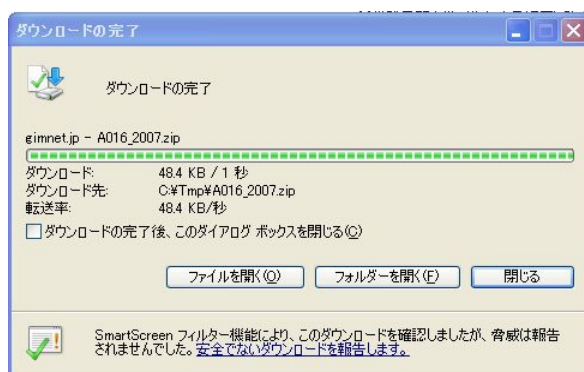 ダウンロードの完了
ダウンロードの完了
gimnet.jp - A016_2007.zip
ダウンロード: 48.4 KB / 1 秒
ダウンロード先: C:¥Tmp¥A016_2007.zip
転送率: 48.4 KB/秒
ダウンロードの完了後、このダイアログ ボックスを閉じる(C)
ファイルを開く(O) フォルダーを開く(F) 閉じる
SmartScreen フィルター機能により、このダウンロードを確認しましたが、脅威は報告
されませんでした。安全でないダウンロードを報告します。